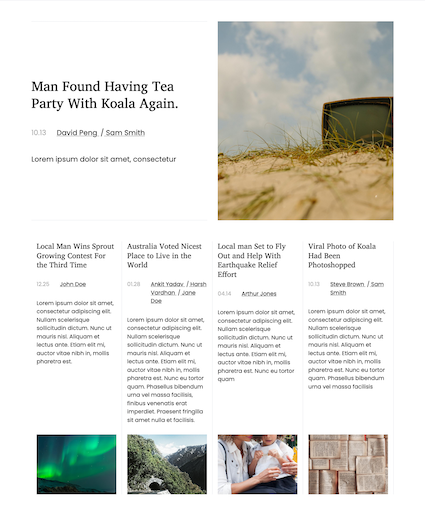 Man Found Having Tea
Party With Koala Again.
10.13 David Peng / Sam Smith
Lorem ipsum dolor sit amet, consectetur
Local Man Wins Sprout
Growing Contest For
the Third Time
12.25 John Doe
Lorem ipsum dolor sit amet,
consectetur adipiscing elit.
Nullam scelerisque
sollicitudin dictum. Nunc ut
mauris nisl. Aliquam et
lectus ante. Etiam elit mi,
auctor vitae nibh in, mollis
pharetra est.
Australia Voted Nicest
Place to Live in the
World
01.28 Ankit Yadav / Harsh
Vardhan / Jane
Doe
Lorem ipsum dolor sit amet,
consectetur adipiscing elit.
Nullam scelerisque
sollicitudin dictum. Nunc ut
mauris nisl. Aliquam et
lectus ante. Etiam elit mi,
auctor vitae nibh in, mollis
pharetra est. Nunc eu tortor
quam. Phasellus bibendum
urna vel massa facilisis,
finibus venenatis erat
imperdiet. Praesent fringilla
sit amet nulla et facilisis.
Local man Set to Fly
Out and Help With
Earthquake Relief
Effort
04.14 Arthur Jones
Lorem ipsum dolor sit amet,
consectetur adipiscing elit.
Nullam scelerisque
sollicitudin dictum. Nunc ut
mauris nisl. Aliquam et
lectus ante. Etiam elit mi,
auctor vitae nibh in, mollis
pharetra est. Nunc eu tortor
quam
Viral Photo of Koala
Had Been
Photoshopped
10.13 Steve Brown / Sam
Smith
Lorem ipsum dolor sit amet,
consectetur adipiscing elit.
Nullam scelerisque
sollicitudin dictum. Nunc ut
mauris nisl. Aliquam et
lectus ante. Etiam elit mi,
auctor vitae nibh in, mollis
pharetra est. Nunc eu tortor
quam. Phasellus bibendum
urna vel massa facilisis